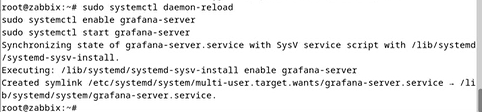 root@zabbix:~# sudo systemctl daemon-reload
sudo systemctl enable grafana-server
sudo systemctl start grafana-server
Synchronizing state of grafana-server.service with SysV service script with /lib/systemd
/systemd-sysv-install.
Executing: /lib/systemd/systemd-sysv-install enable grafana-server
Created symlink /etc/systemd/system/multi-user.target.wants/grafana-server.service → /li
b/systemd/system/grafana-server.service.
root@zabbix:~#